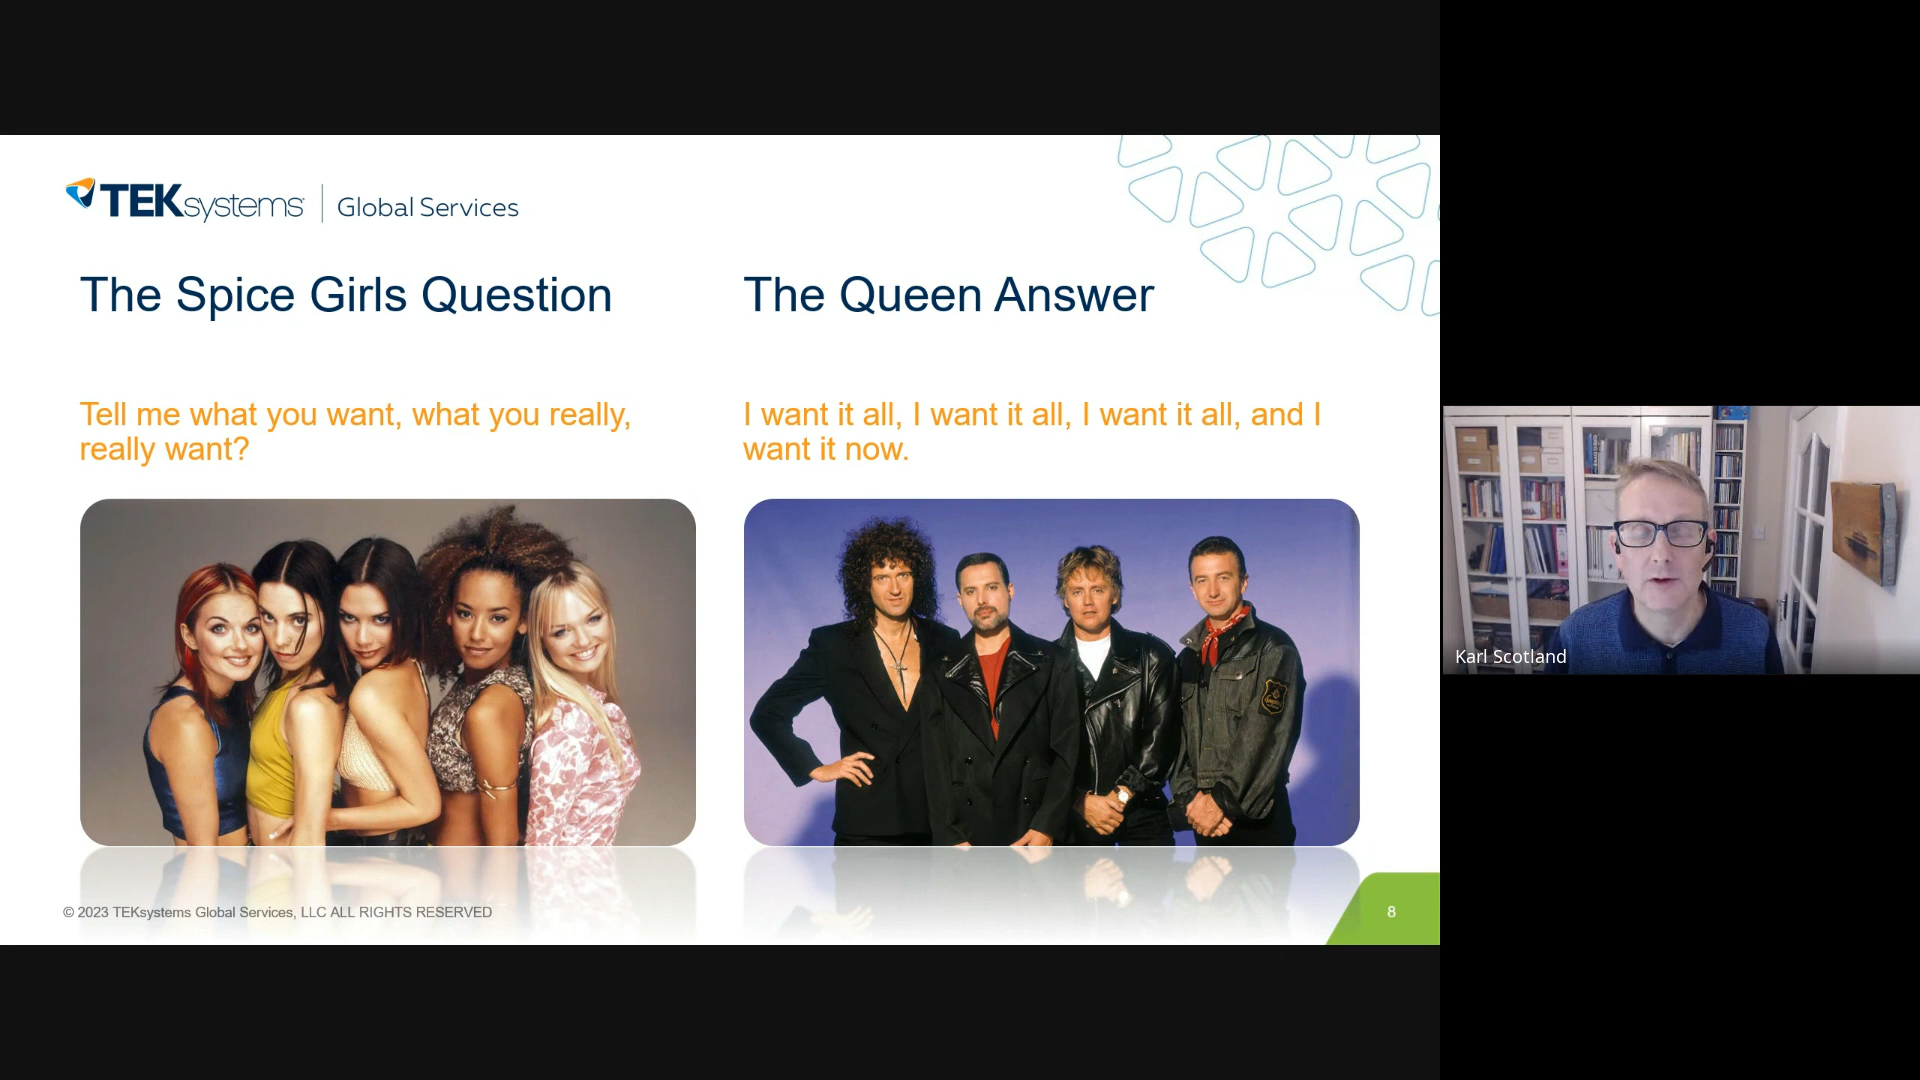 TEKsystems | Global Services
The Spice Girls Question
Tell me what you want, what you really,
really want?
The Queen Answer
I want it all, I want it all, I want it all, and I
want it now.
Karl Scotland
© 2023 TEKsystems Global Services, LLC ALL RIGHTS RESERVED
8